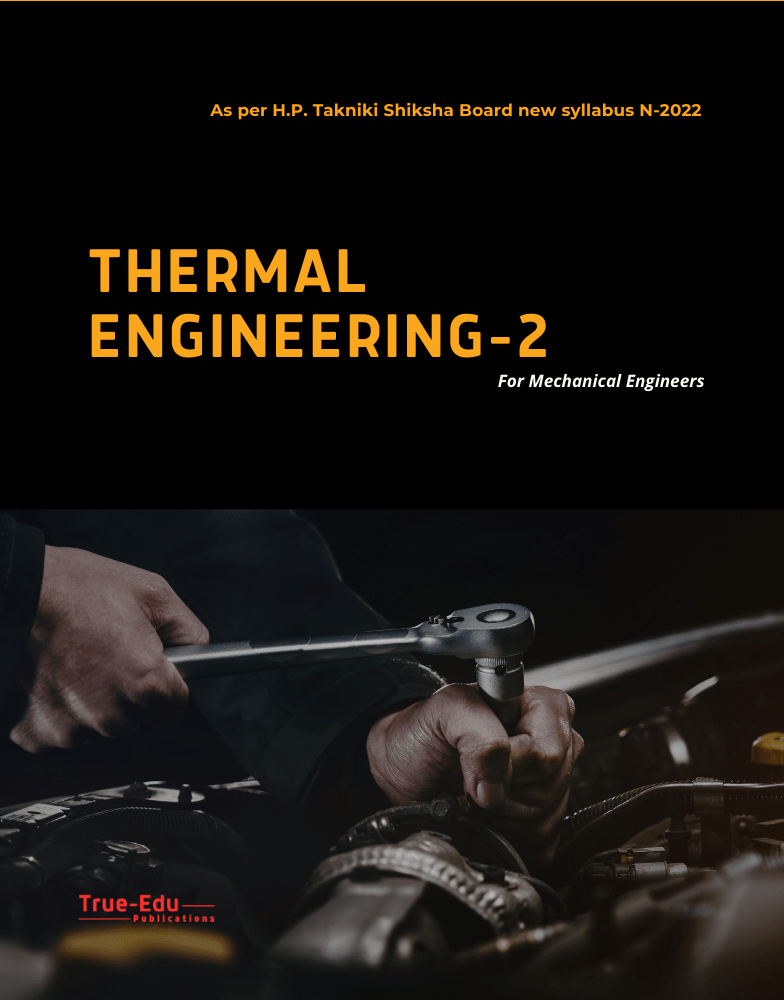 As per H.P. Takniki Shiksha Board new syllabus N-2022
THERMAL
ENGINEERING-2
For Mechanical Engineers
True-Edu
Publications